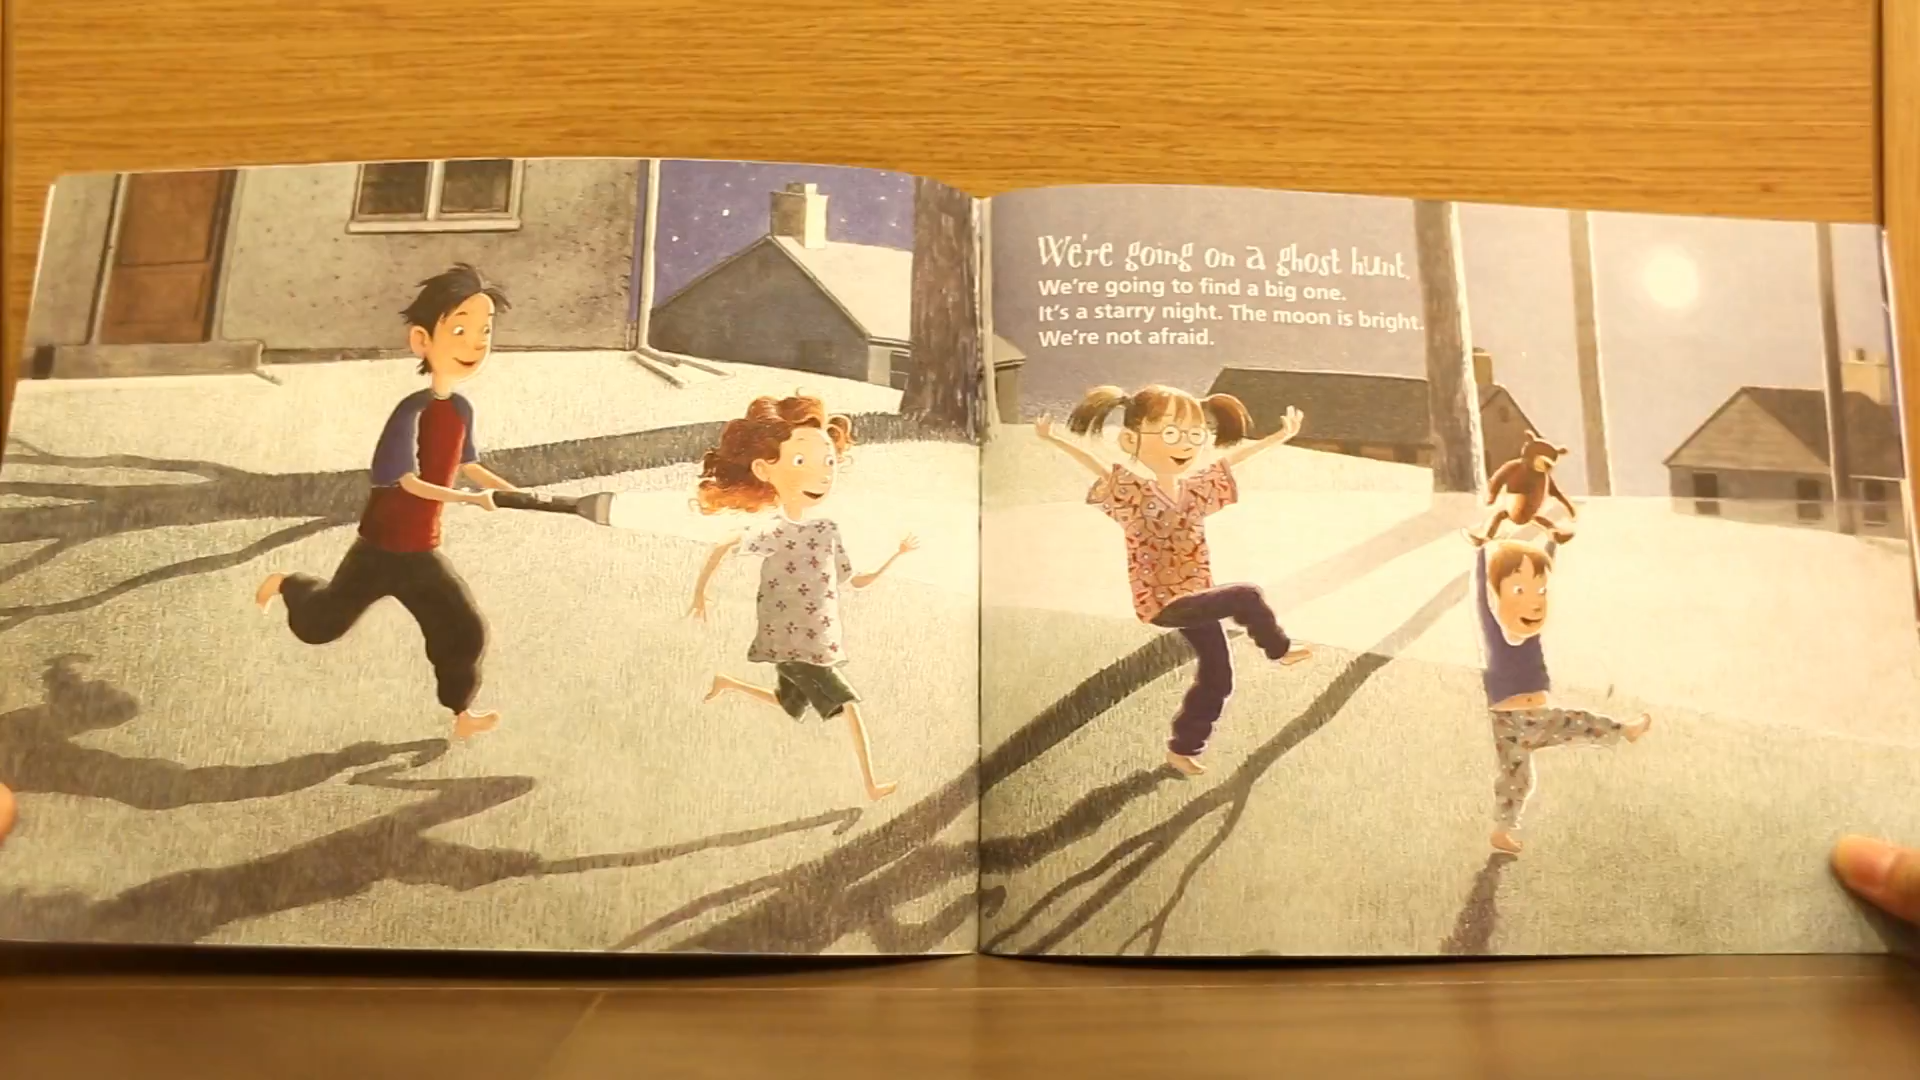 We're going on a ghost hunt.
We're going to find a big one.
It's a starry night. The moon is bright.
We're not afraid.